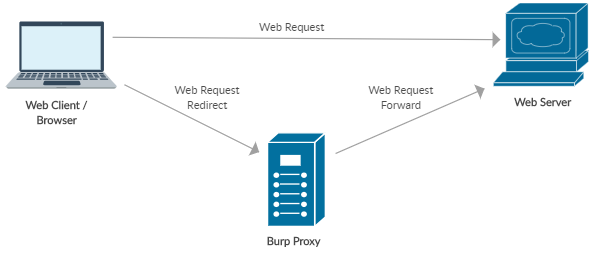 Web Request
Web Request
Redirect
Web Request
Forward
Web Client /
Browser
Web Server
Burp Proxy